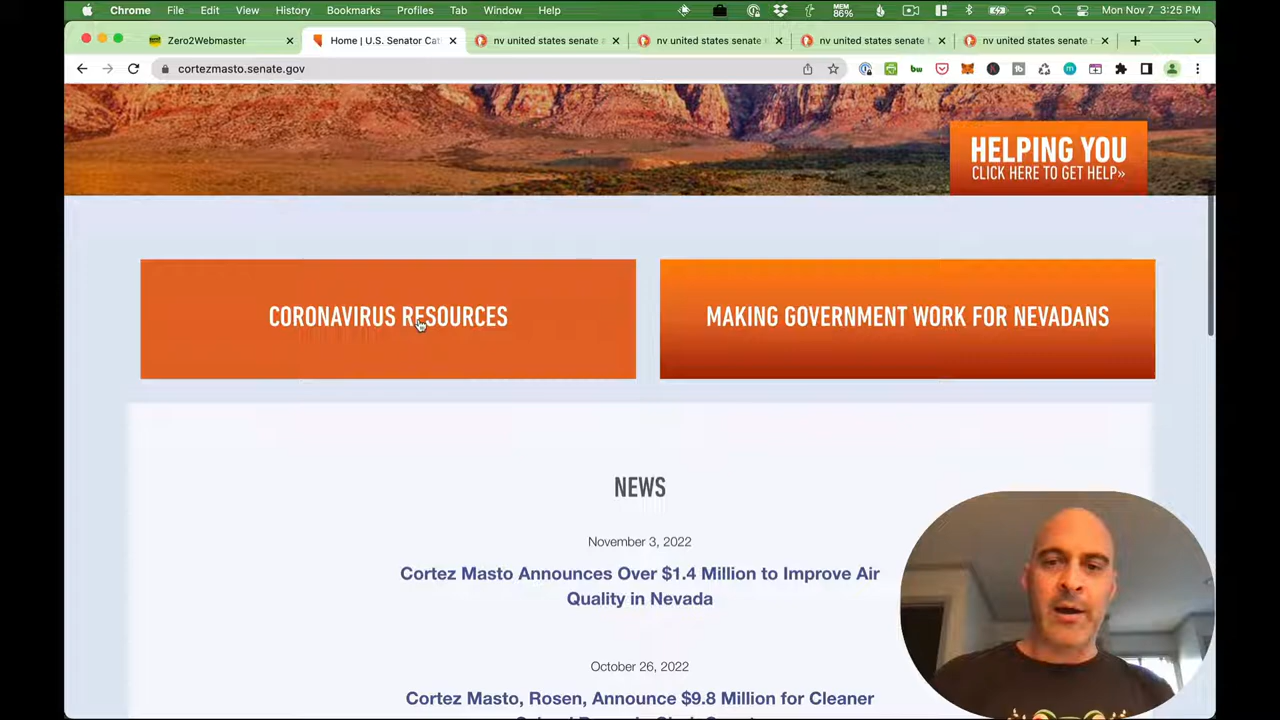 Chrome File Edit View History Bookmarks Profiles Tab Window Help MEM 86% Mon Nov 7 3:25 PM
Zero2Webmaster Home | U.S. Senator Cat nv united states senate nv united states senate nv united states senate nv united states senate
cortezmasto.senate.gov
HELPING YOU
CLICK HERE TO GET HELP»
CORONAVIRUS RESOURCES MAKING GOVERNMENT WORK FOR NEVADANS
NEWS
November 3, 2022
Cortez Masto Announces Over $1.4 Million to Improve Air
Quality in Nevada
October 26, 2022
Cortez Masto, Rosen, Announce $9.8 Million for Cleaner